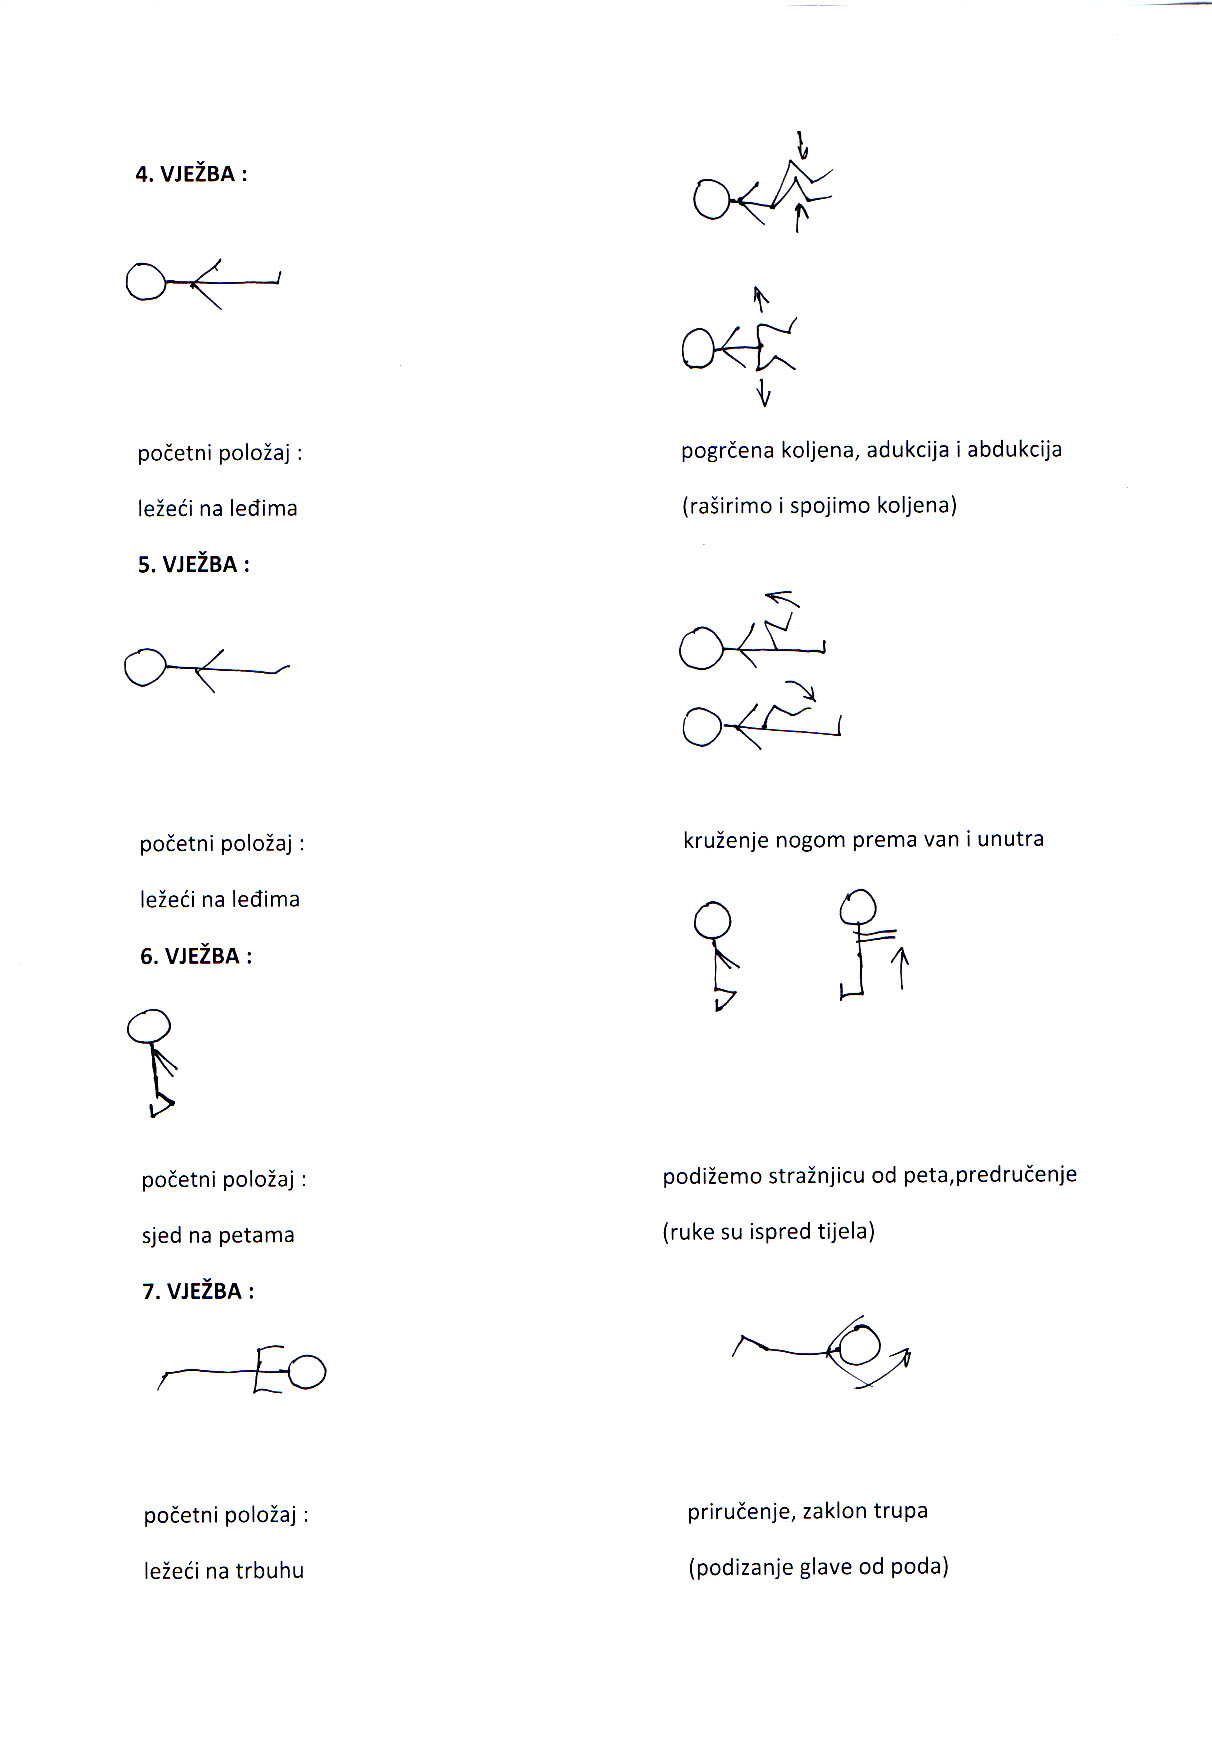 4. VJEŽBA :
početni položaj :
ležeći na leđima
pogrčena koljena, adukcija i abdukcija
(raširimo i spojimo koljena)
5. VJEŽBA :
početni položaj :
ležeći na leđima
kruženje nogom prema van i unutra
6. VJEŽBA :
početni položaj :
sjed na petama
podižemo stražnjicu od peta,predručenje
(ruke su ispred tijela)
7. VJEŽBA :
početni položaj :
ležeći na trbuhu
priručenje, zaklon trupa
(podizanje glave od poda)